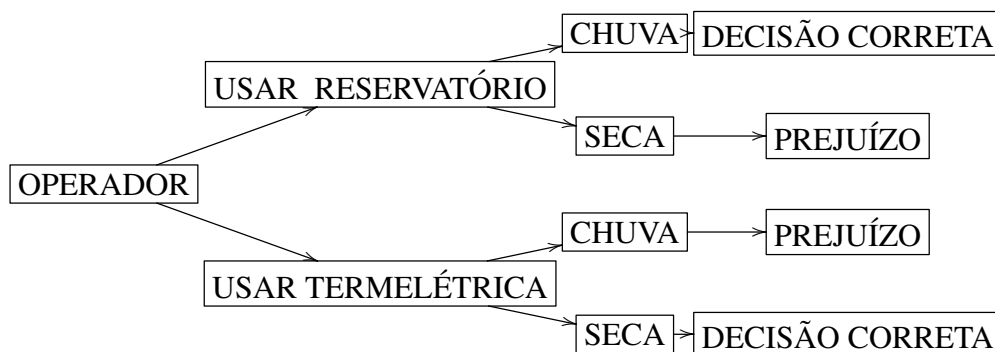 CHUVA
DECISÃO CORRETA
USAR RESERVATÓRIO
SECA
PREJUÍZO
OPERADOR
CHUVA
PREJUÍZO
USAR TERMELÉTRICA
SECA
DECISÃO CORRETA